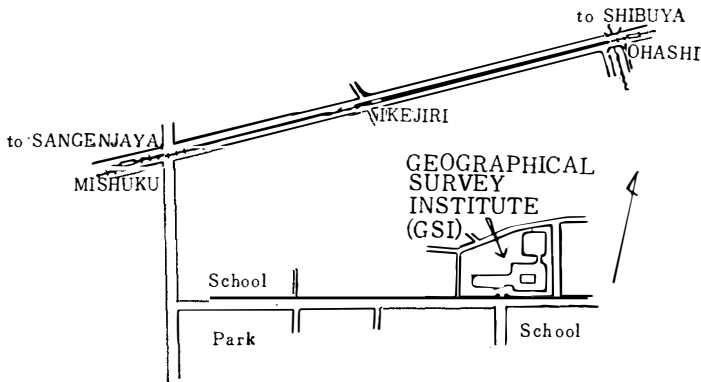 to SHIBUYA
OHASHI
IKEJIRI
to SANGENJAYA
MISHUKU
GEOGRAPHICAL
SURVEY
INSTITUTE
(GSI)
School
Park
School